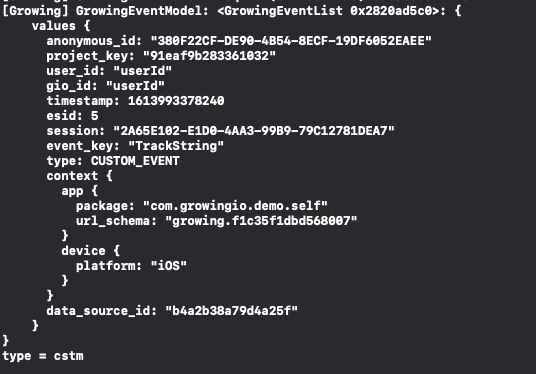 [Growing] GrowingEventModel: <GrowingEventList 0x2820ad5c0>: {
values {
anonymous_id: "380F22CF-DE90-4B54-8ECF-19DF6052EAEE"
project_key: "91eaf9b283361032"
user_id: "userId"
gio_id: "userId"
timestamp: 1613993378240
esid: 5
session: "2A65E102-E1D0-4AA3-99B9-79C12781DEA7"
event_key: "TrackString"
type: CUSTOM_EVENT
context {
app {
package: "com.growingio.demo.self"
url_schema: "growing.f1c35f1dbd568007"
}
device {
platform: "iOS"
}
}
data_source_id: "b4a2b38a79d4a25f"
}
}
type = cstm